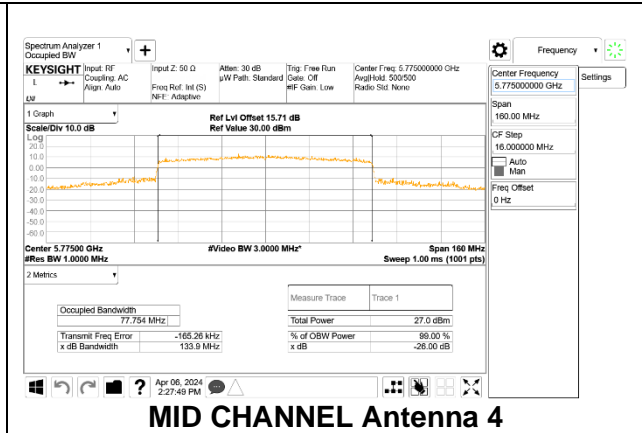 Spectrum Analyzer 1
Occupied BW
+
Frequency
KEYSIGHT Input: RF Input Z: 50 Ω Atten: 30 dB Trig: Free Run Center Freq: 5.775000000 GHz
L Coupling: AC µW Path: Standard Gate: Off Avg|Hold: 500/500
Align: Auto Freq Ref: Int (S) #IF Gain: Low Radio Std: None
NFE: Adaptive
Center Frequency
5.775000000 GHz
Settings
Span
160.00 MHz
CF Step
16.000000 MHz
Auto
Man
Freq Offset
0 Hz
1 Graph
Ref Lvl Offset 15.71 dB
Scale/Div 10.0 dB Ref Value 30.00 dBm
Log
20.0
10.0
0.00
-10.0
-20.0
-30.0
-40.0
-50.0
-60.0
Center 5.77500 GHz #Video BW 3.0000 MHz* Span 160 MHz
#Res BW 1.0000 MHz Sweep 1.00 ms (1001 pts)
2 Metrics
Measure Trace Trace 1
Occupied Bandwidth
77.754 MHz Total Power 27.0 dBm
Transmit Freq Error -165.26 kHz % of OBW Power 99.00 %
x dB Bandwidth 133.9 MHz x dB -26.00 dB
? Apr 06, 2024
2:27:49 PM
MID CHANNEL Antenna 4